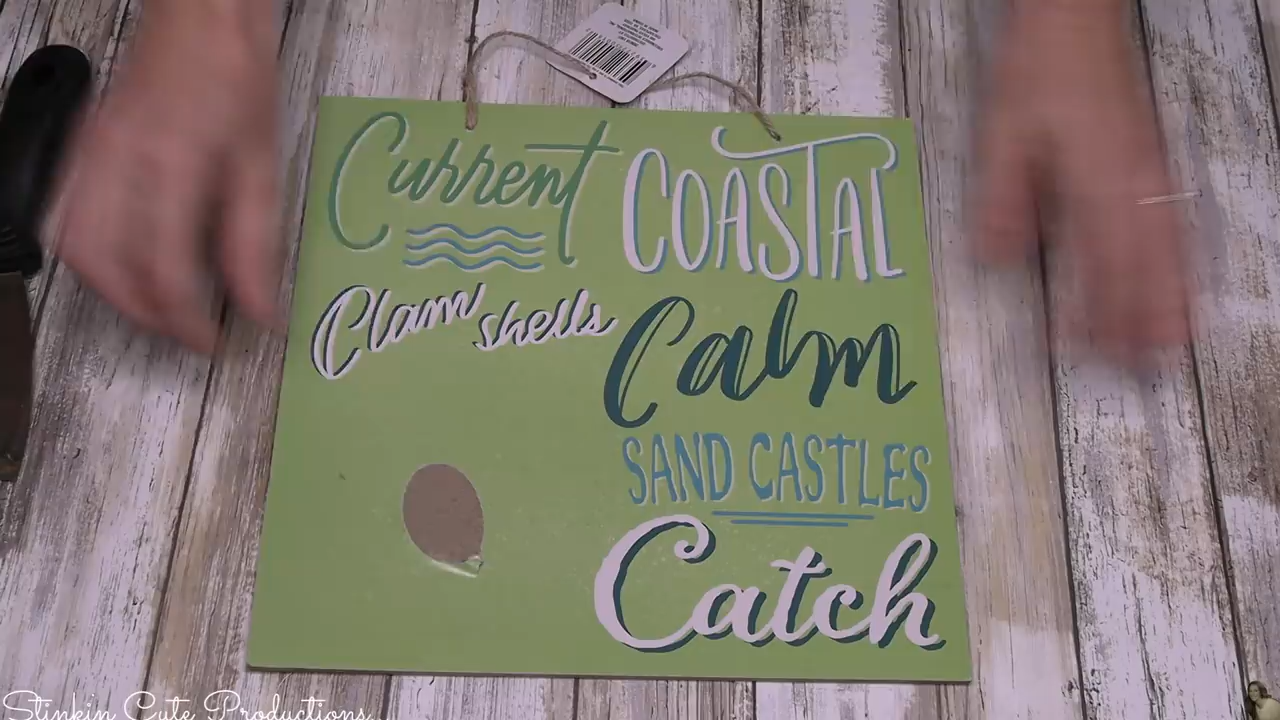 Current
COASTAL
Clam shells
Calm
SAND CASTLES
Catch
Stinkin Cute Productions...